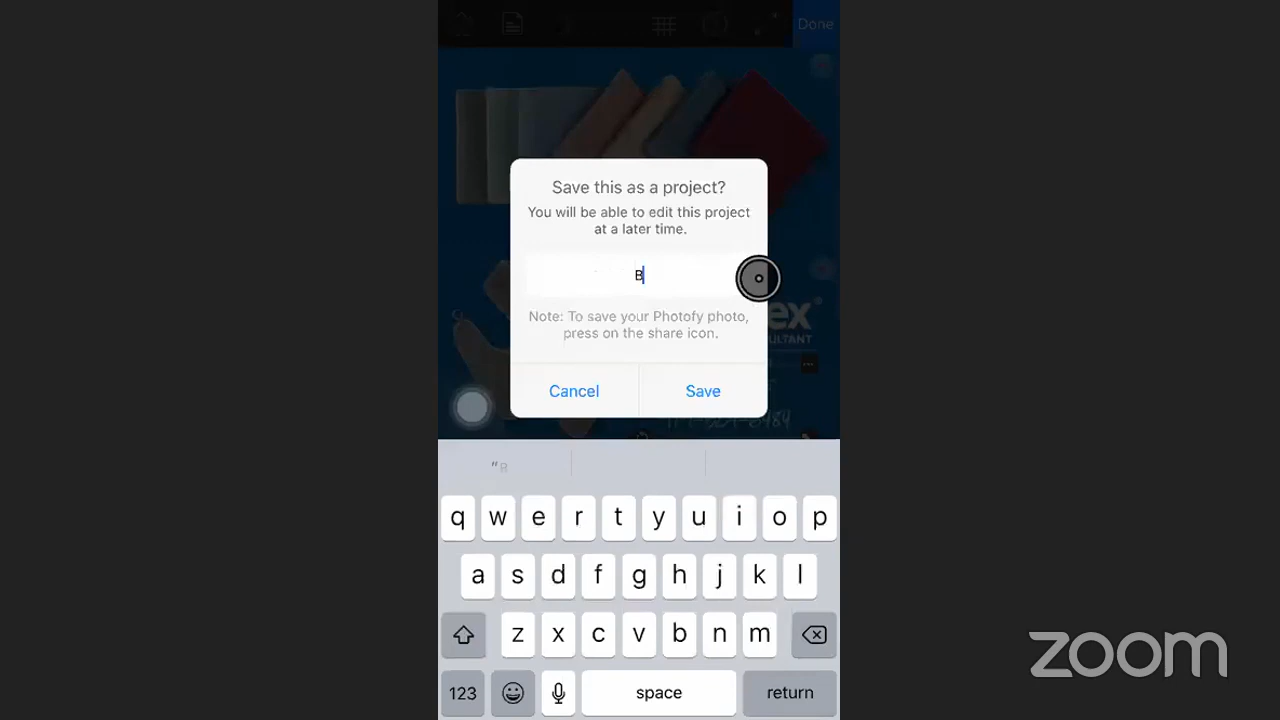 Done
Save this as a project?
You will be able to edit this project
at a later time.
B
Note: To save your Photofy photo,
press on the share icon.
ex®
Cancel
Save
"B
q w e r t y u i o p
a s d f g h j k l
z x c v b n m
123
space
return
zoom